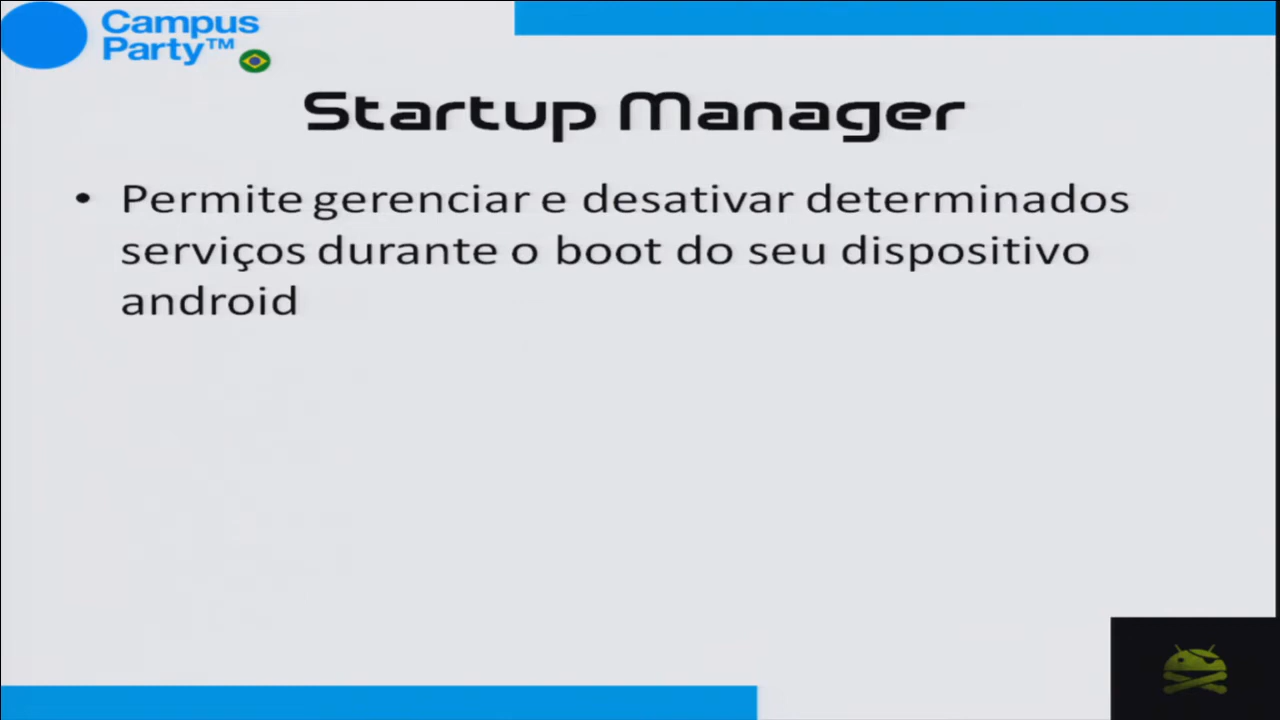 Campus
Party™
Startup Manager
• Permite gerenciar e desativar determinados
serviços durante o boot do seu dispositivo
android